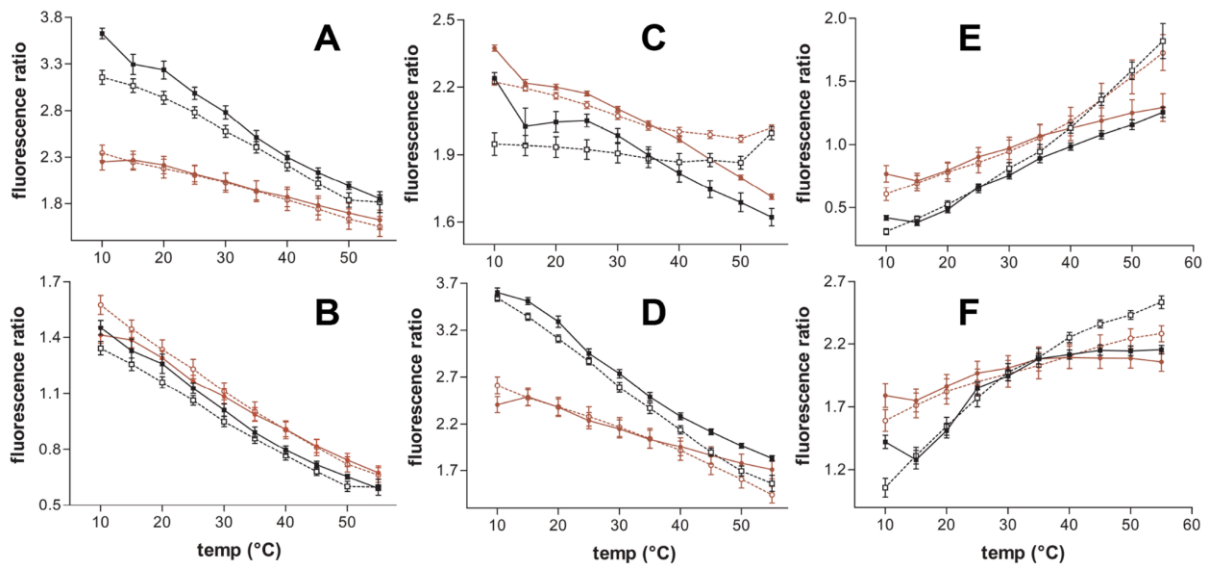 A
fluorescence ratio
3.8
3.3
2.8
2.3
1.8
10 20 30 40 50
C
fluorescence ratio
2.5
2.2
1.9
1.6
10 20 30 40 50
E
fluorescence ratio
2.0
1.5
1.0
0.5
0 10 20 30 40 50 60
B
fluorescence ratio
1.7
1.4
1.1
0.8
0.5
10 20 30 40 50
temp (°C)
D
fluorescence ratio
3.7
3.2
2.7
2.2
1.7
10 20 30 40 50
temp (°C)
F
fluorescence ratio
2.7
2.2
1.7
1.2
0 10 20 30 40 50 60
temp (°C)